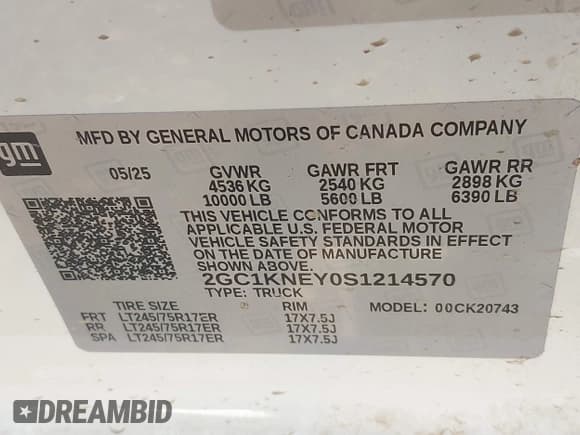 gm
MFD BY GENERAL MOTORS OF CANADA COMPANY
05/25 GVWR GAWR FRT GAWR RR
4536 KG 2540 KG 2898 KG
10000 LB 5600 LB 6390 LB
THIS VEHICLE CONFORMS TO ALL
APPLICABLE U.S. FEDERAL MOTOR
VEHICLE SAFETY STANDARDS IN EFFECT
ON THE DATE OF MANUFACTURE
SHOWN ABOVE.
2GC1KNEY0S1214570
TYPE: TRUCK
TIRE SIZE RIM MODEL: 00CK20743
FRT LT245/75R17ER 17X7.5J
RR LT245/75R17ER 17X7.5J
SPA LT245/75R17ER 17X7.5J
DREAMBID